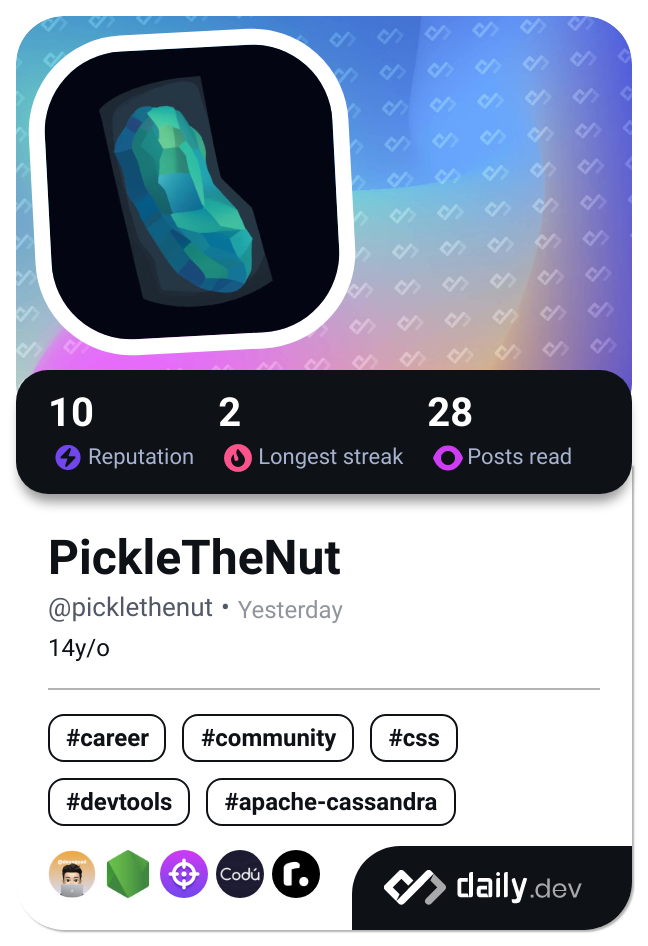 10 2 28
Reputation Longest streak Posts read
PickleTheNut
@picklethenut • Yesterday
14y/o
#career #community #css
#devtools #apache-cassandra
Codú r. daily.dev